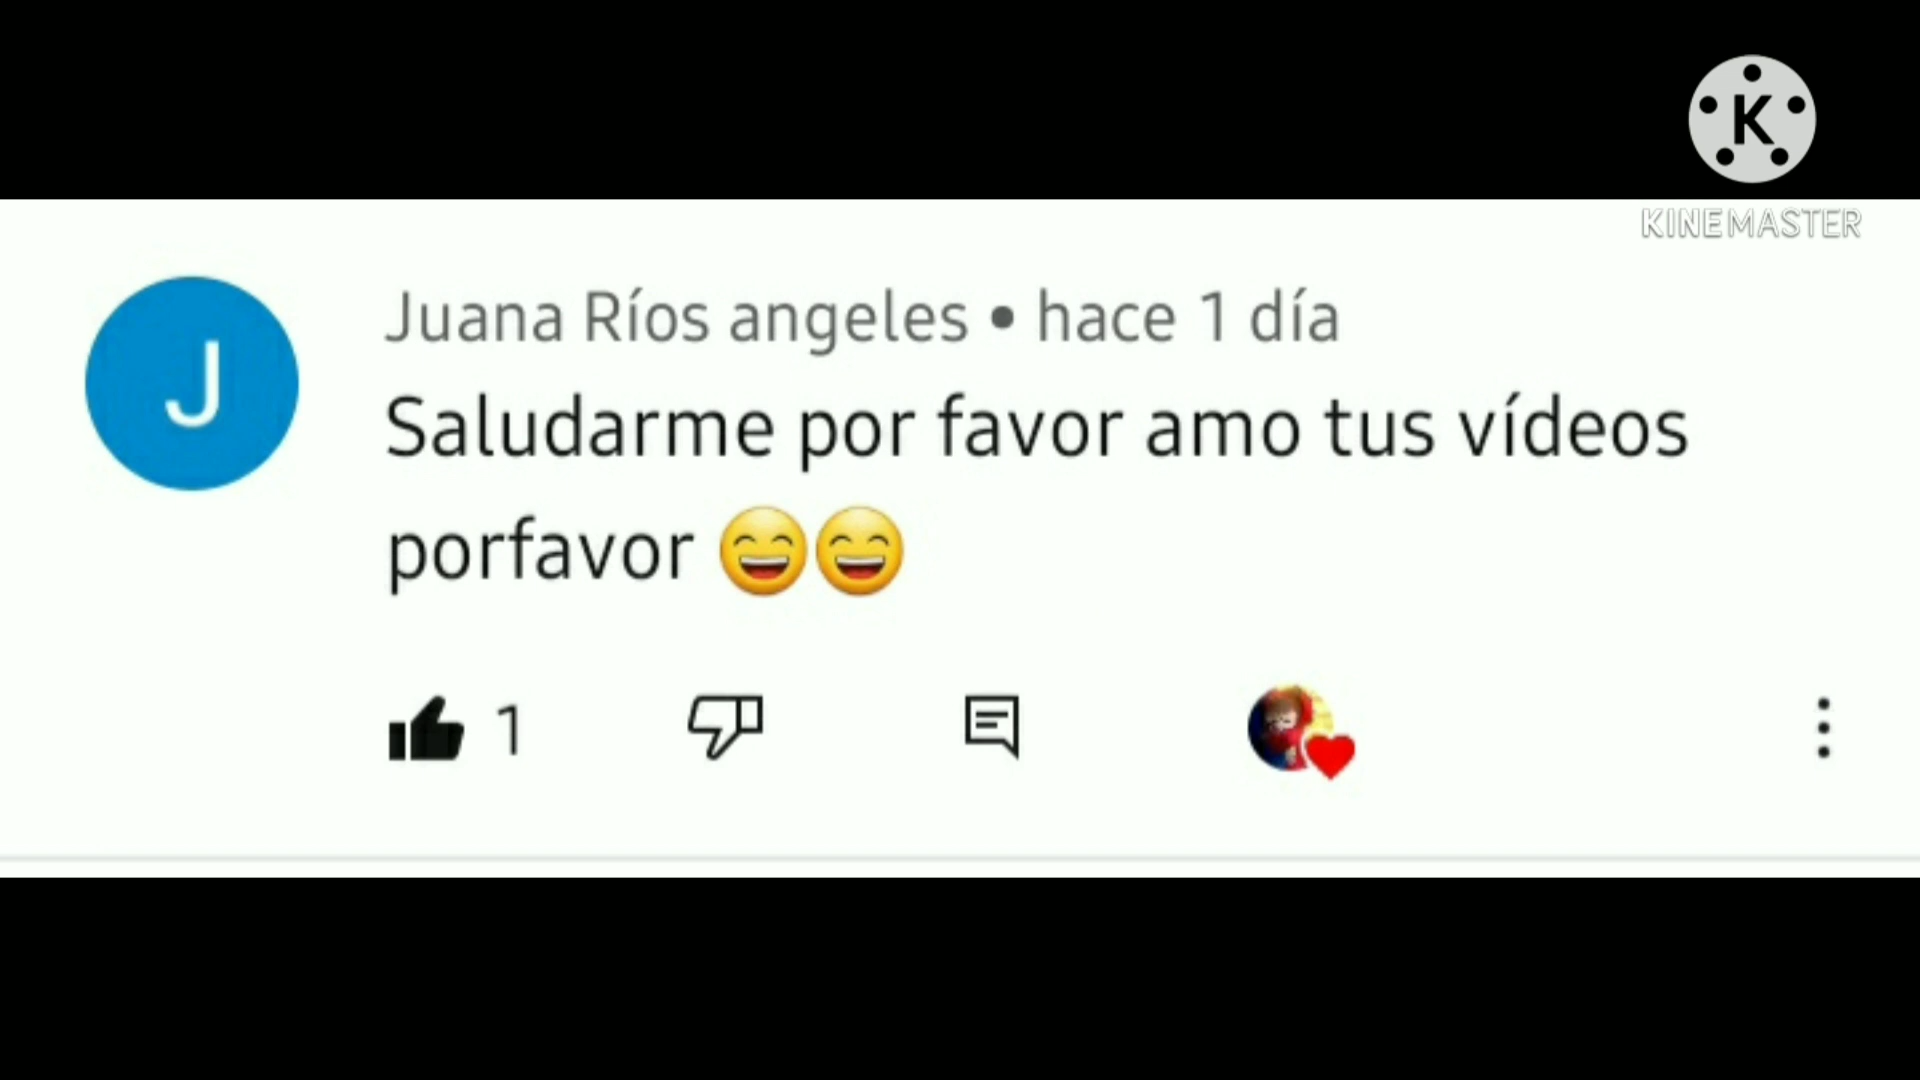 K
KINEMASTER
J
Juana Ríos angeles • hace 1 día
Saludarme por favor amo tus vídeos
porfavor 😄😄
1